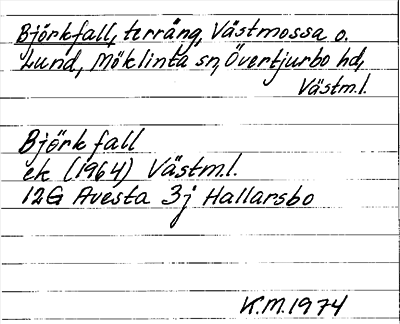 Björkfall, terräng, Västmossa o.
Lund, Möklinta sn, Övertjurbo hd,
Västm.l.
Björkfall
ek (1964) Västm.l.
12G Avesta 3j Hallarsbo
K.M. 1974